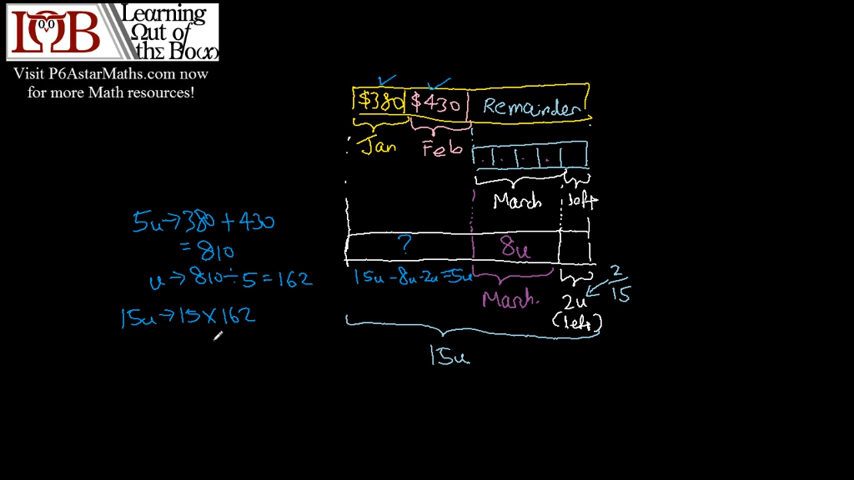 LOB Learning
Out of
the Bo(x)
Visit P6AstarMaths.com now
for more Math resources!
$380 $430 Remainder
Jan Feb
March left
5u → 380 + 430
= 810
u → 810 ÷ 5 = 162
15u → 15 × 162
? 8u
15u - 8u - 2u = 5u
March.
2u
(left)
2/15
15u